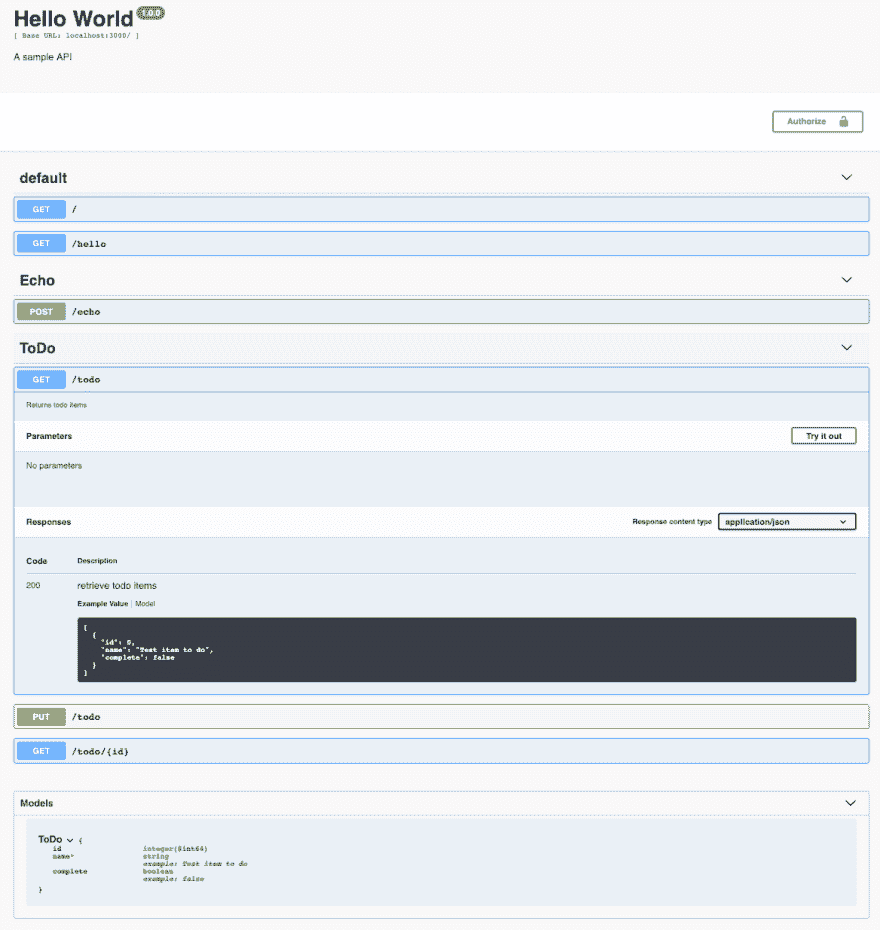 Hello World 1.0.0
[ Base URL: localhost:3000/ ]
A sample API
Authorize
default
GET /
GET /hello
Echo
POST /echo
ToDo
GET /todo
Returns todo items
Parameters Try it out
No parameters
Responses Response content type application/json
Code Description
200 retrieve todo items
Example Value | Model
[
{
"id": 0,
"name": "Test item to do",
"complete": false
}
]
PUT /todo
GET /todo/{id}
Models
ToDo {
id integer($int64)
name* string
example: Test item to do
complete boolean
example: false
}